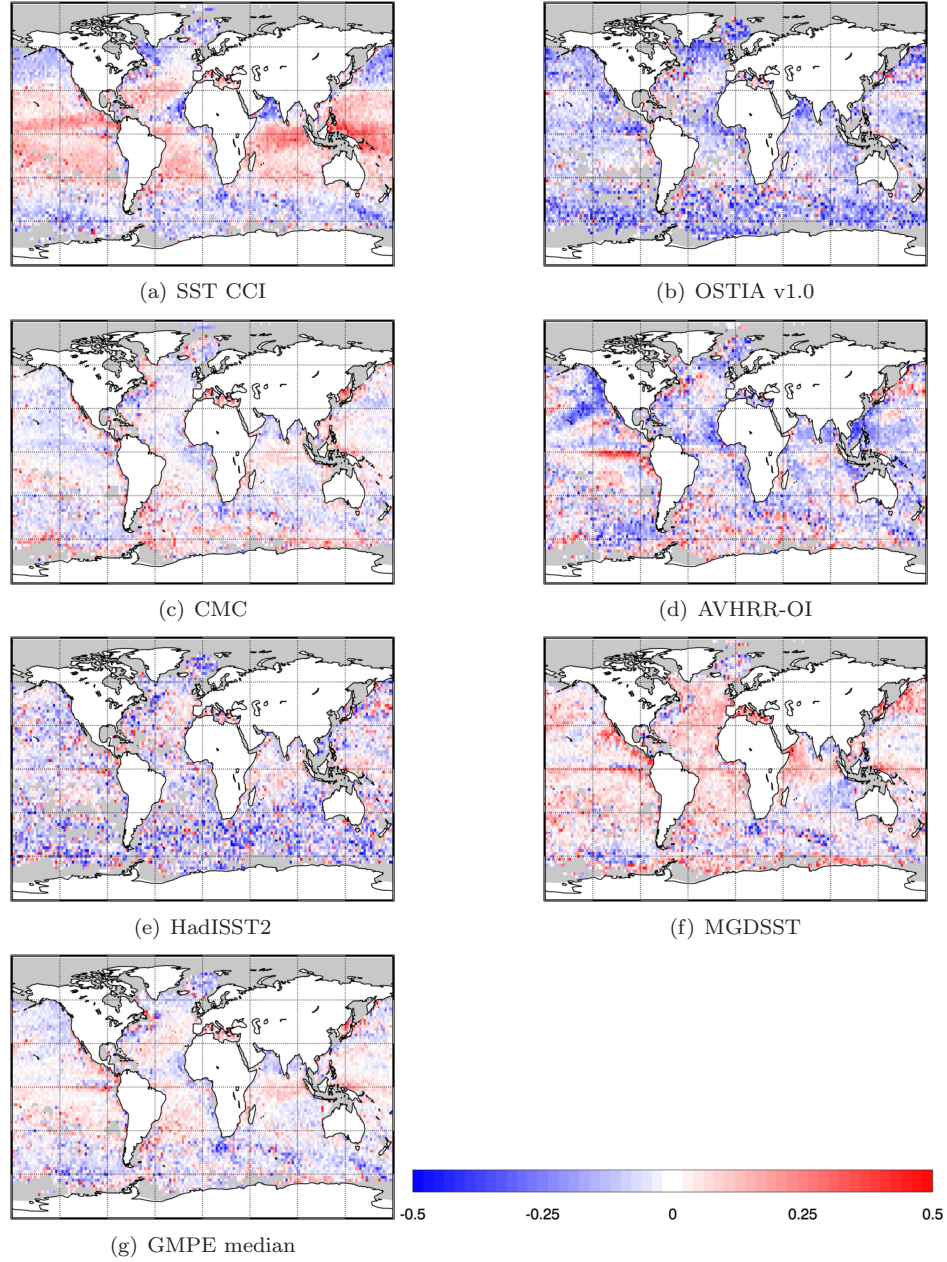 (a) SST CCI
(b) OSTIA v1.0
(c) CMC
(d) AVHRR-OI
(e) HadISST2
(f) MGDSST
-0.5 -0.25 0 0.25 0.5
(g) GMPE median